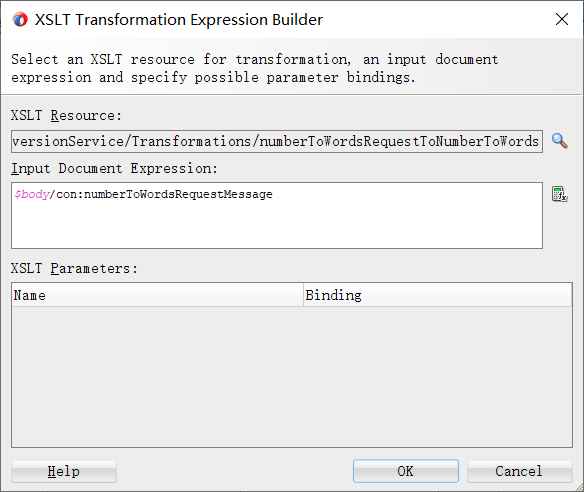 XSLT Transformation Expression Builder
Select an XSLT resource for transformation, an input document
expression and specify possible parameter bindings.
XSLT Resource:
versionService/Transformations/numberToWordsRequestToNumberToWords
Input Document Expression:
$body/con:numberToWordsRequestMessage
XSLT Parameters:
Name Binding
Help OK Cancel